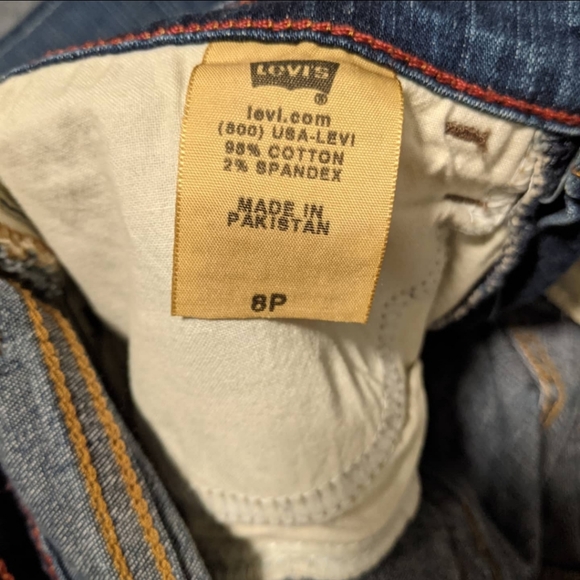 LEVI'S
®
levi.com
(800) USA-LEVI
98% COTTON
2% SPANDEX
MADE IN
PAKISTAN
8P